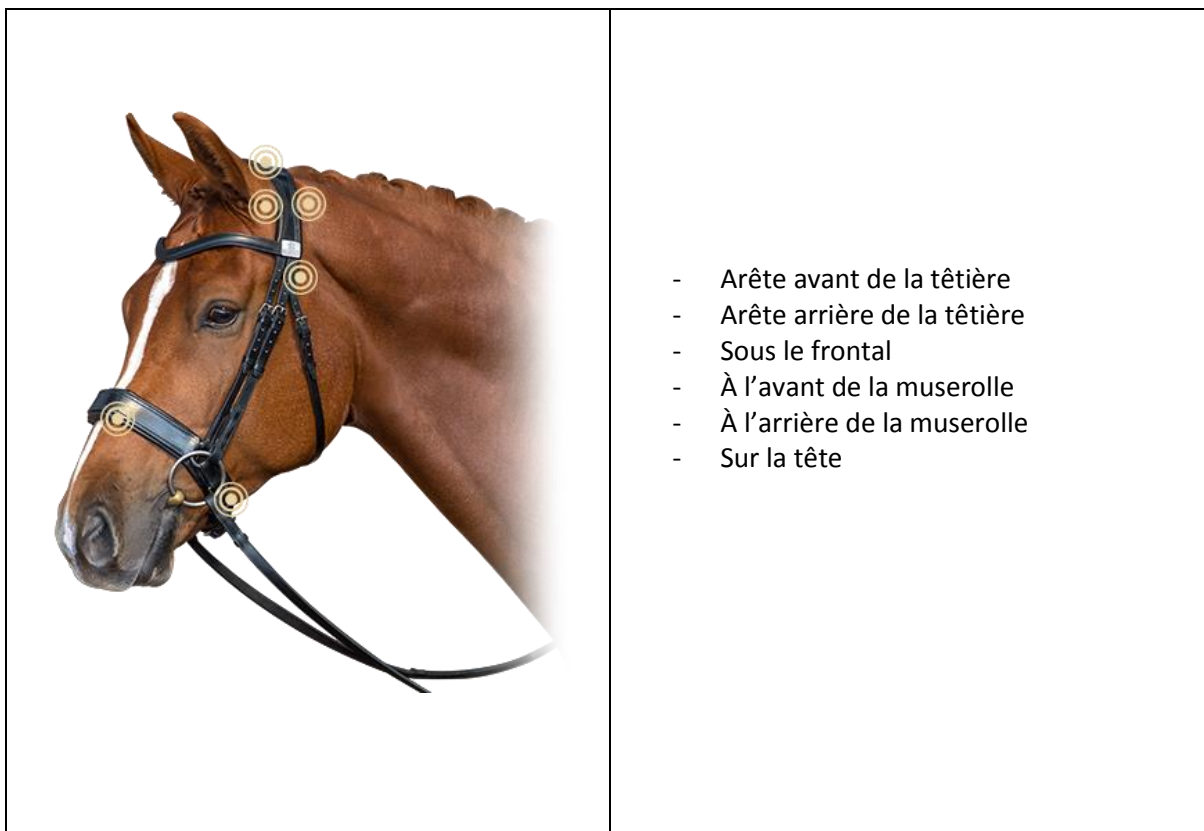 - Arête avant de la têtière
- Arête arrière de la têtière
- Sous le frontal
- À l’avant de la muserolle
- À l’arrière de la muserolle
- Sur la tête